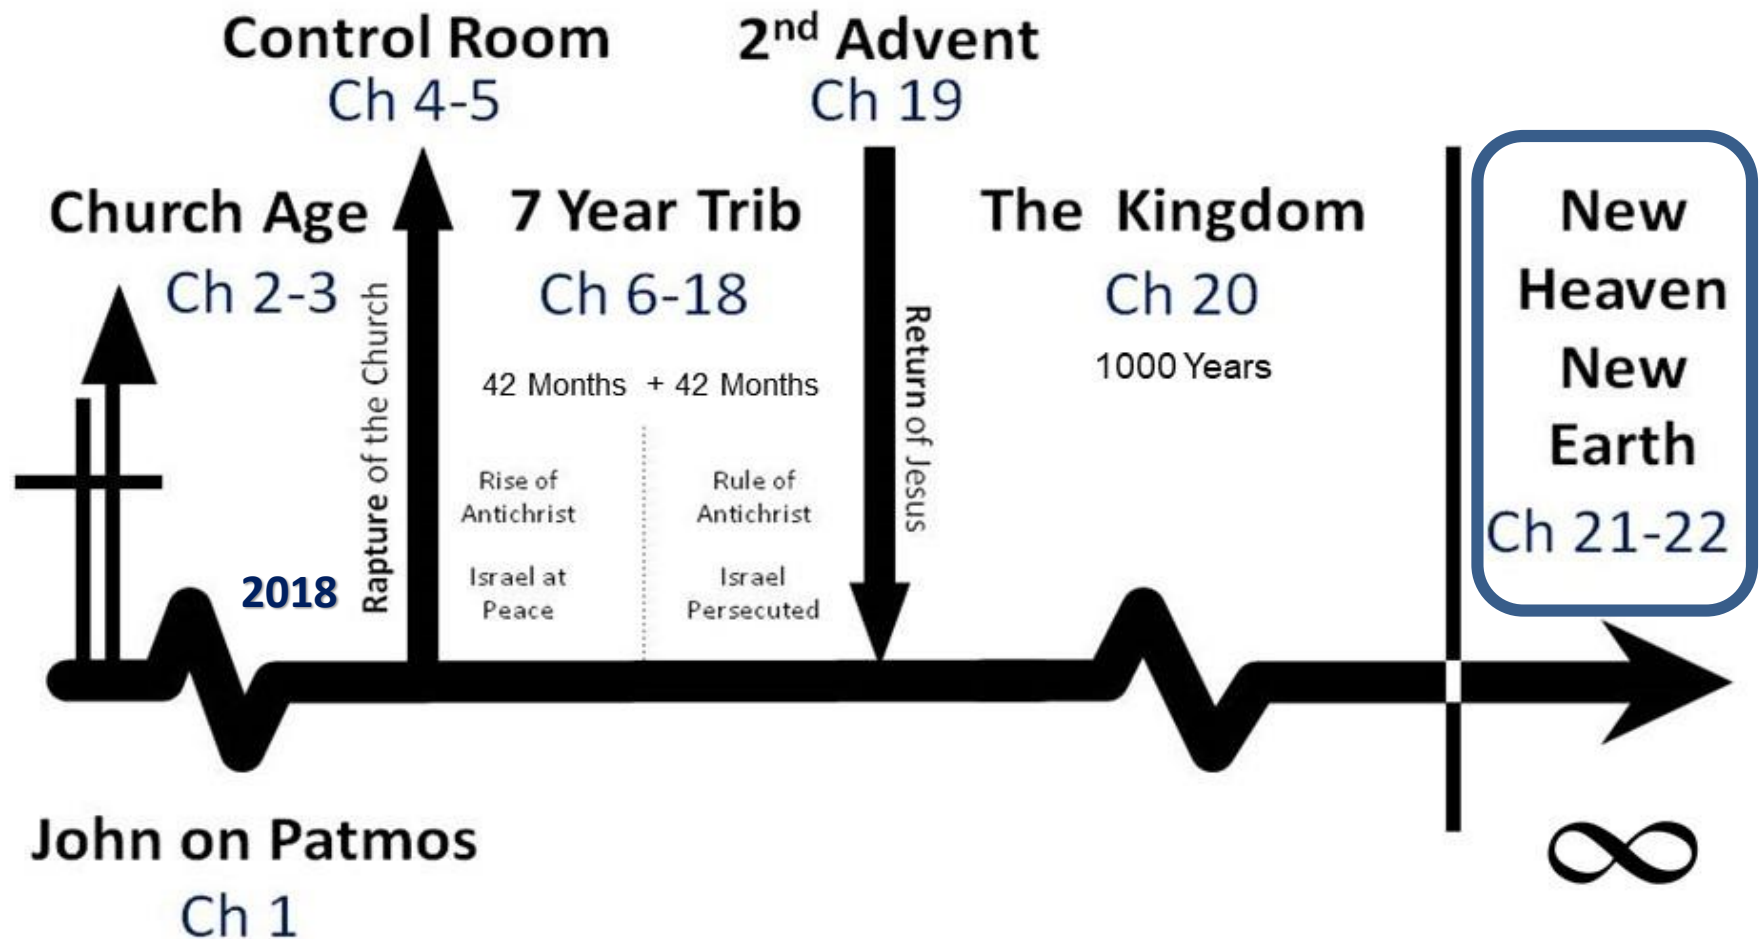 Control Room
Ch 4-5
2nd Advent
Ch 19
Church Age
Ch 2-3
Rapture of the Church
7 Year Trib
Ch 6-18
42 Months + 42 Months
Rise of
Antichrist
Israel at
Peace
Rule of
Antichrist
Israel
Persecuted
Return of Jesus
The Kingdom
Ch 20
1000 Years
New
Heaven
New
Earth
Ch 21-22
2018
John on Patmos
Ch 1
∞